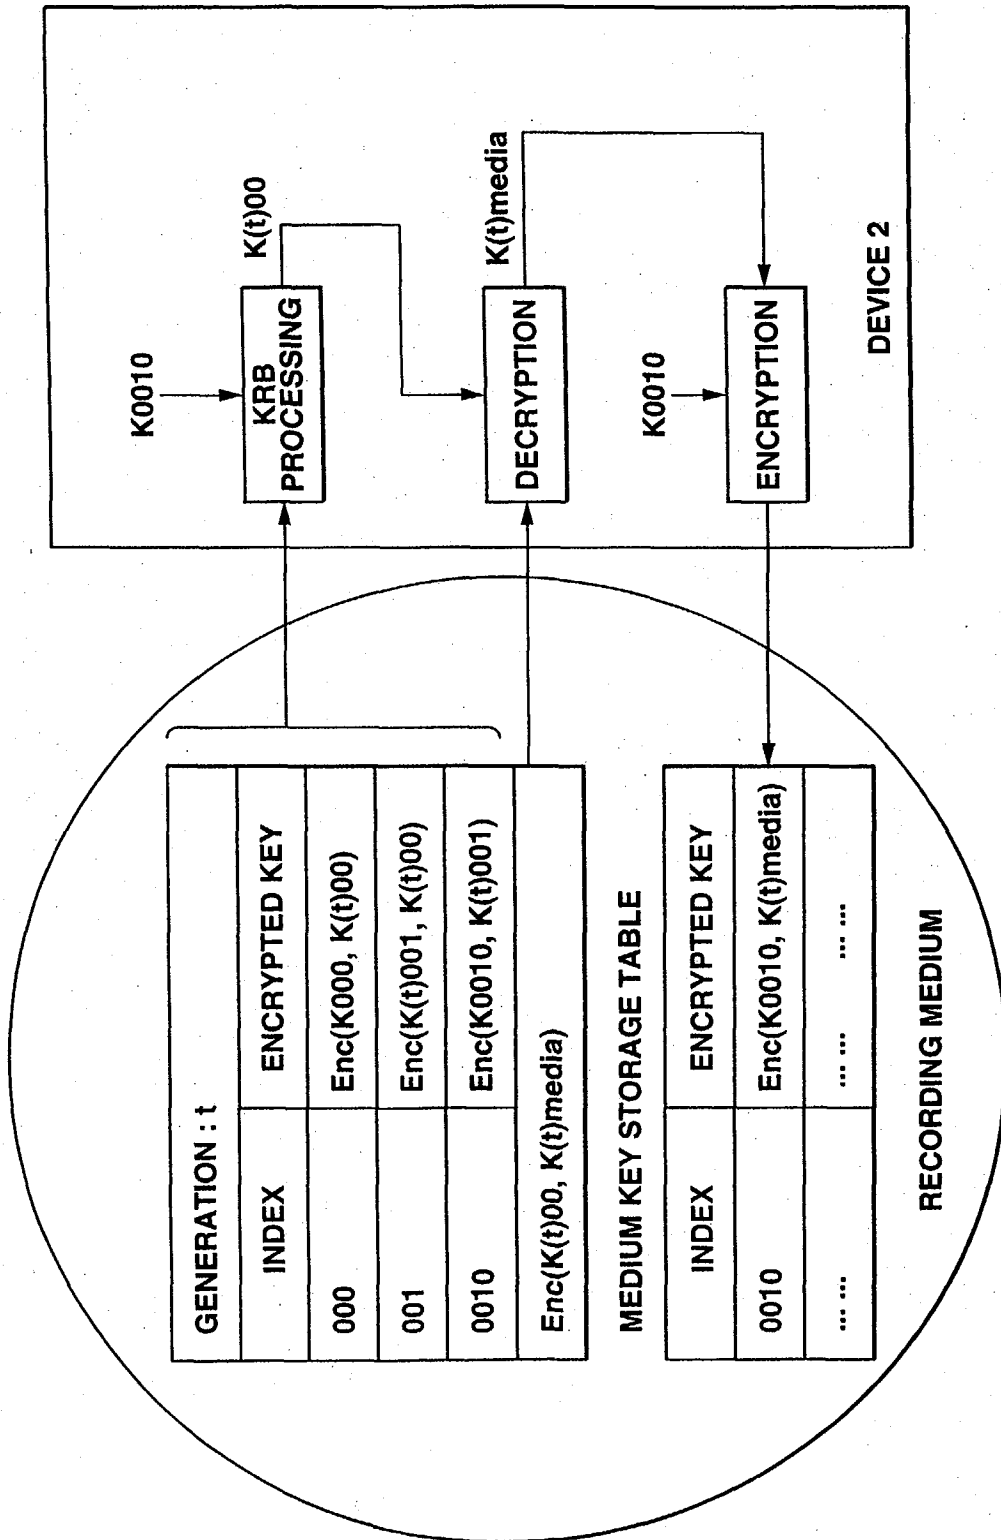 GENERATION : t
INDEX ENCRYPTED KEY
000 Enc(K000, K(t)00)
001 Enc(K(t)001, K(t)00)
0010 Enc(K0010, K(t)001)
Enc(K(t)00, K(t)media)
MEDIUM KEY STORAGE TABLE
INDEX ENCRYPTED KEY
0010 Enc(K0010, K(t)media)
... ... ... ... ... ...
RECORDING MEDIUM
K0010
KRB
PROCESSING
K(t)00
DECRYPTION
K(t)media
K0010
ENCRYPTION
DEVICE 2